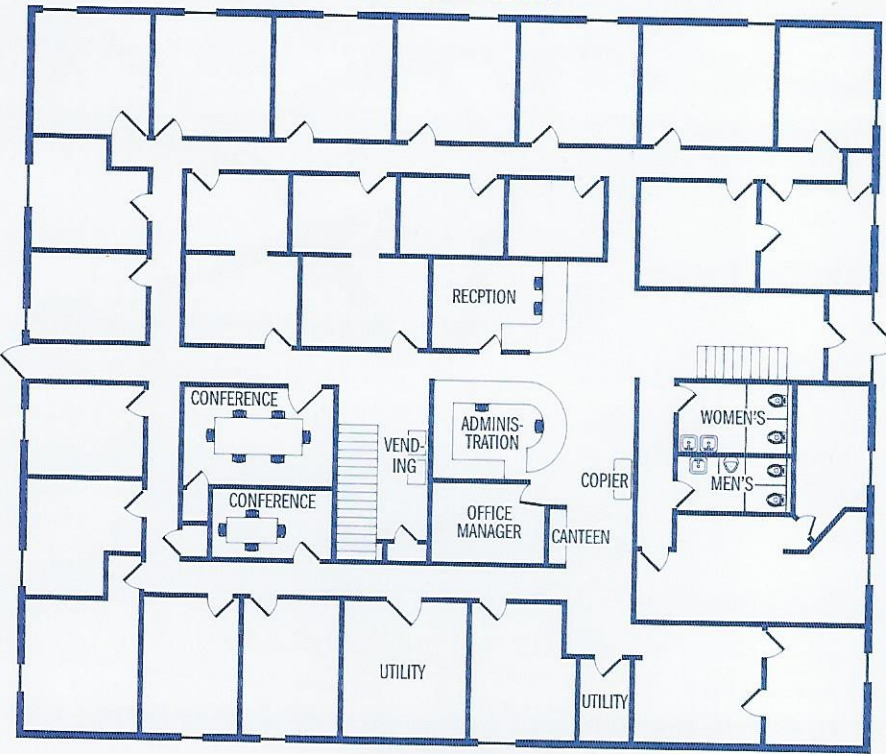 RECPTION
CONFERENCE
VEND-
ING
ADMINIS-
TRATION
WOMEN'S
COPIER
MEN'S
CONFERENCE
OFFICE
MANAGER
CANTEEN
UTILITY
UTILITY